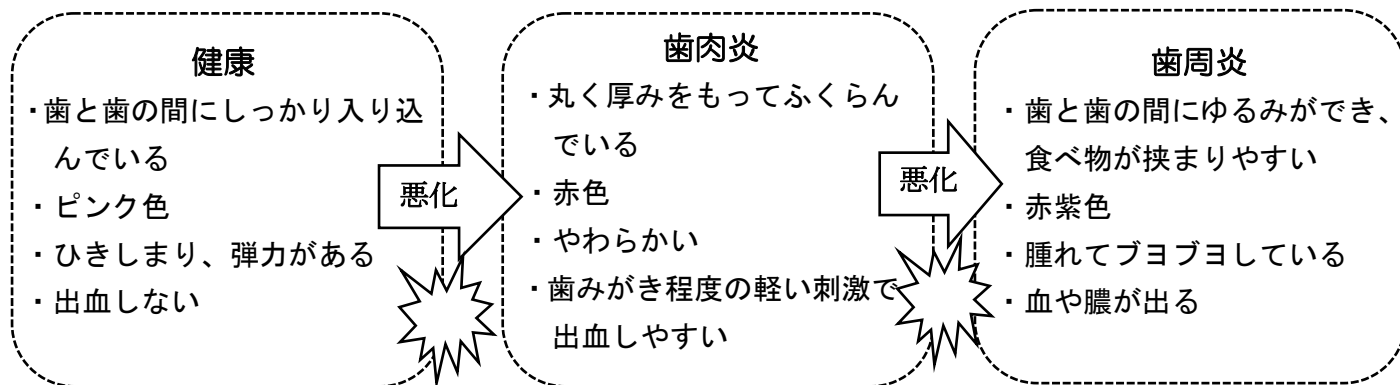 健康
・歯と歯の間にしっかり入り込
んでいる
・ピンク色
・ひきしまり、弾力がある
・出血しない
悪化
歯肉炎
・丸く厚みをもってふくらん
でいる
・赤色
・やわらかい
・歯みがき程度の軽い刺激で
出血しやすい
悪化
歯周炎
・歯と歯の間にゆるみができ、
食べ物が挟まりやすい
・赤紫色
・腫れてブヨブヨしている
・血や膿が出る